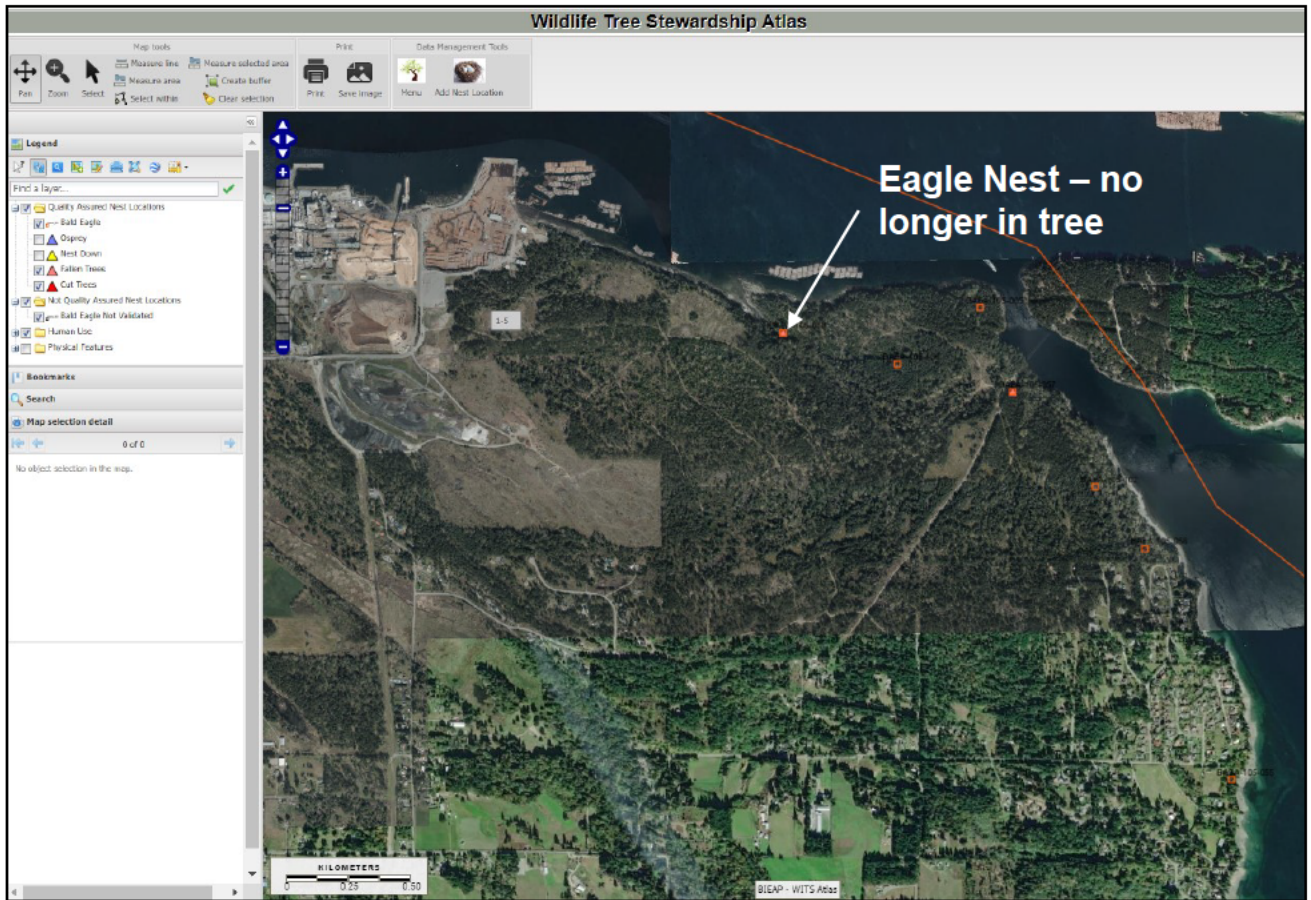 Wildlife Tree Stewardship Atlas
Map tools
Print
Data Management Tools
Pan
Zoom
Select
Measure line
Measure area
Select within
Measure selected area
Create buffer
Clear selection
Print
Save image
Menu
Add Nest Location
Legend
Find a layer...
Quality Assured Nest Locations
Bald Eagle
Osprey
Nest Down
Fallen Trees
Cut Trees
Not Quality Assured Nest Locations
Bald Eagle Not Validated
Human Use
Physical Features
Bookmarks
Search
Map selection detail
0 of 0
No object selection in the map.
Eagle Nest – no
longer in tree
1-5
KILOMETERS
0 0.25 0.50
BIEAP - WITS Atlas